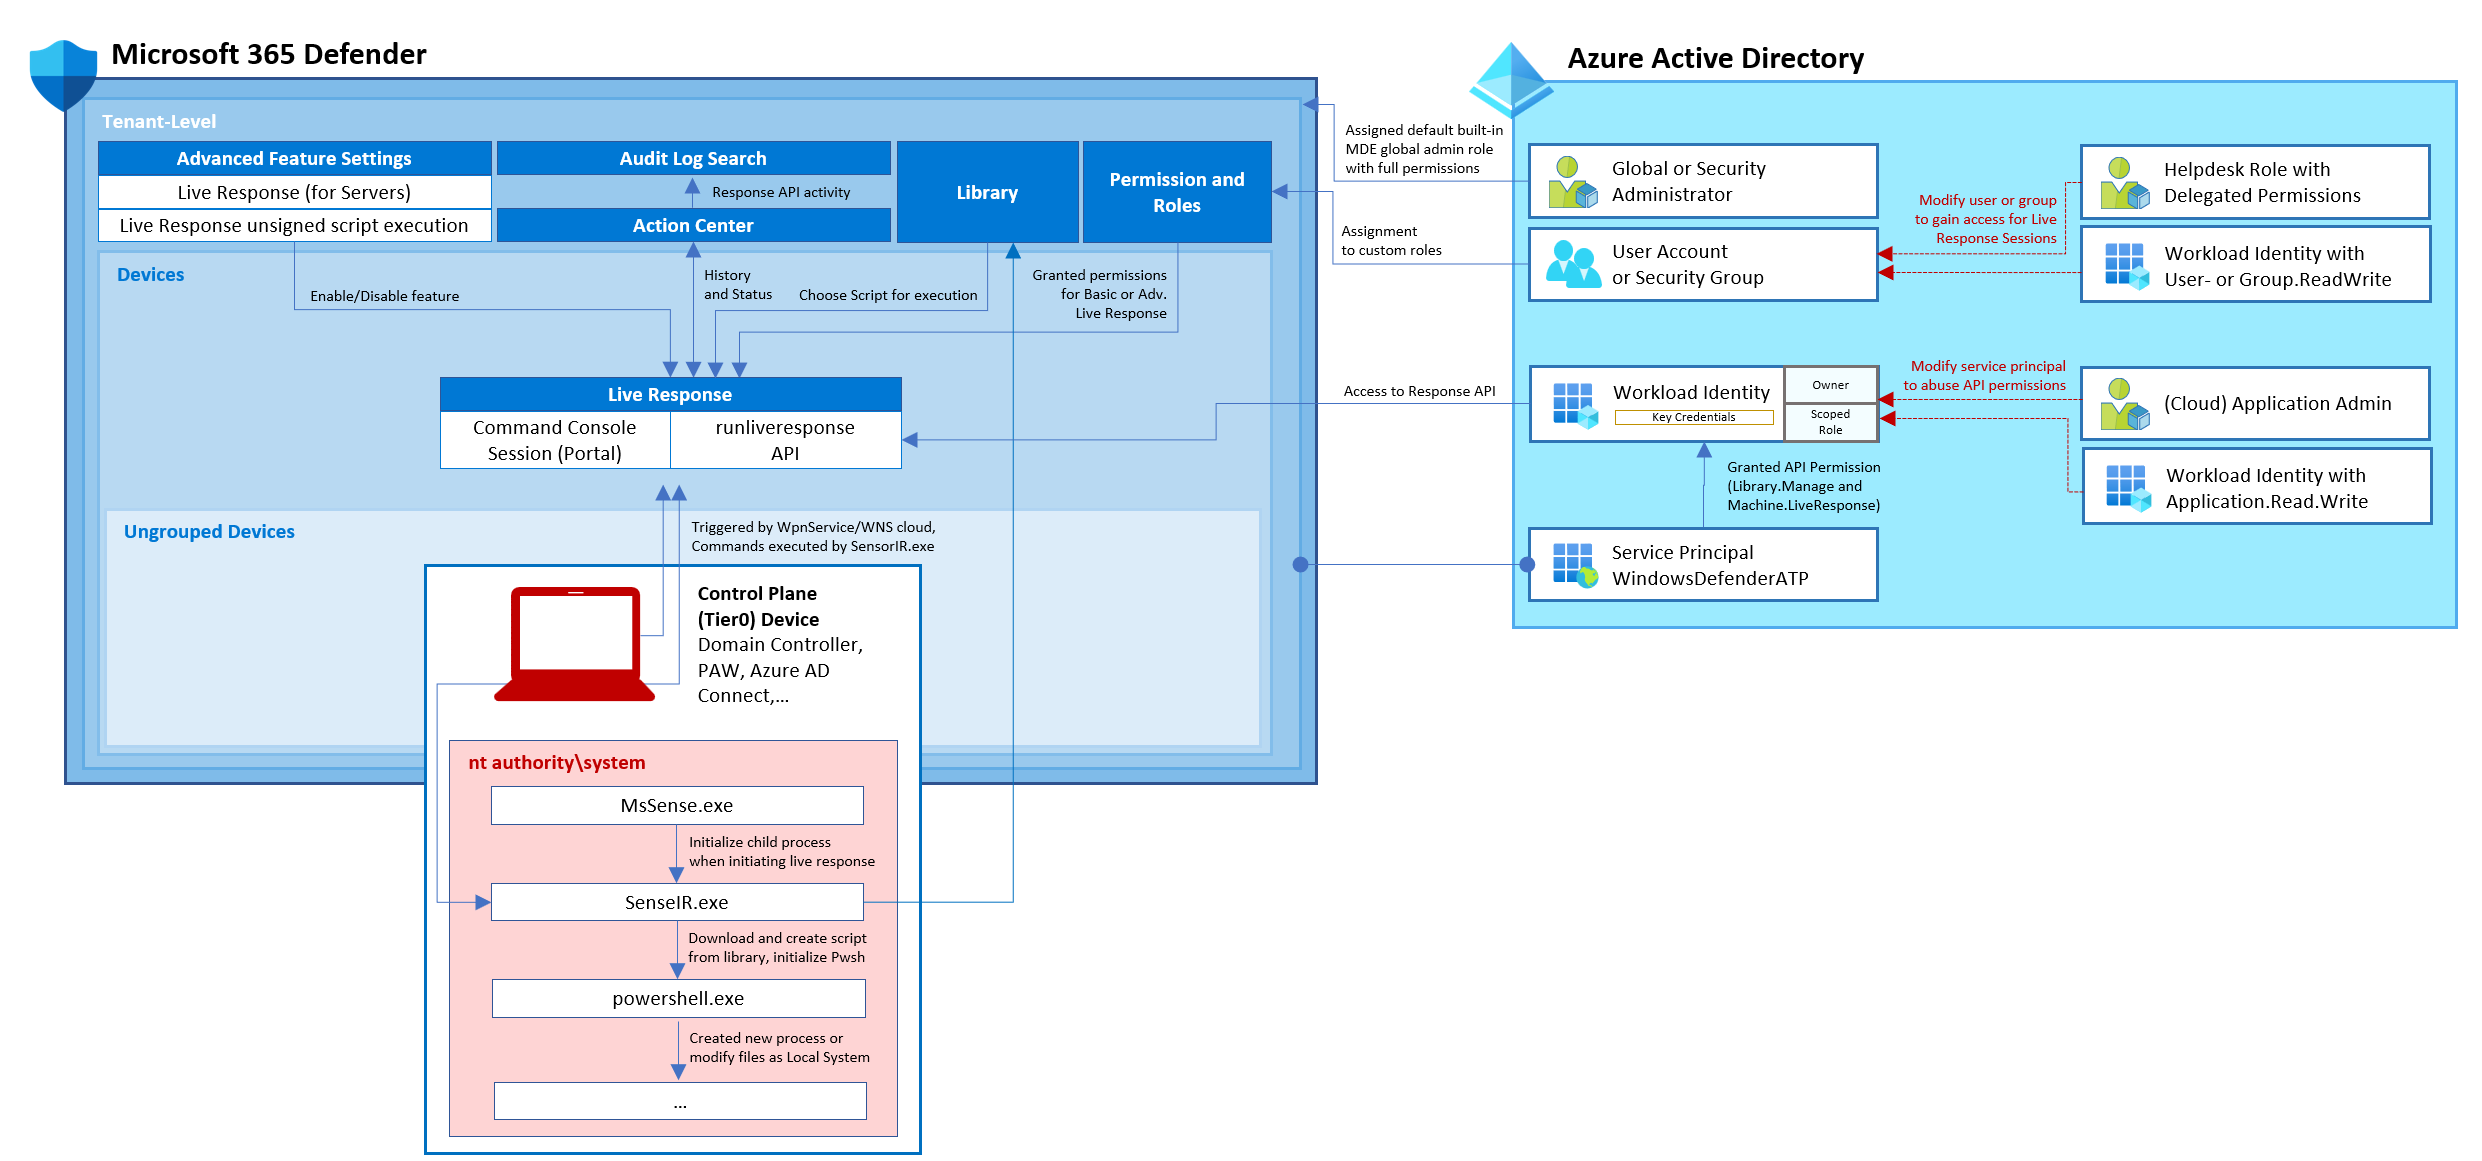 Microsoft 365 Defender
Tenant-Level
Advanced Feature Settings
Live Response (for Servers)
Live Response unsigned script execution
Audit Log Search
Response API activity
Action Center
Library
Permission and
Roles
Devices
Enable/Disable feature
History
and Status
Choose Script for execution
Granted permissions
for Basic or Adv.
Live Response
Live Response
Command Console
Session (Portal)
runliveresponse
API
Ungrouped Devices
Triggered by WpnService/WNS cloud,
Commands executed by SensorIR.exe
Control Plane
(Tier0) Device
Domain Controller,
PAW, Azure AD
Connect,...
nt authority\system
MsSense.exe
Initialize child process
when initiating live response
SenseIR.exe
Download and create script
from library, initialize Pwsh
powershell.exe
Created new process or
modify files as Local System
...
Assigned default built-in
MDE global admin role
with full permissions
Assignment
to custom roles
Access to Response API
Azure Active Directory
Global or Security
Administrator
User Account
or Security Group
Modify user or group
to gain access for Live
Response Sessions
Helpdesk Role with
Delegated Permissions
Workload Identity with
User- or Group.ReadWrite
Workload Identity
Key Credentials
Owner
Scoped
Role
Modify service principal
to abuse API permissions
(Cloud) Application Admin
Workload Identity with
Application.Read.Write
Granted API Permission
(Library.Manage and
Machine.LiveResponse)
Service Principal
WindowsDefenderATP